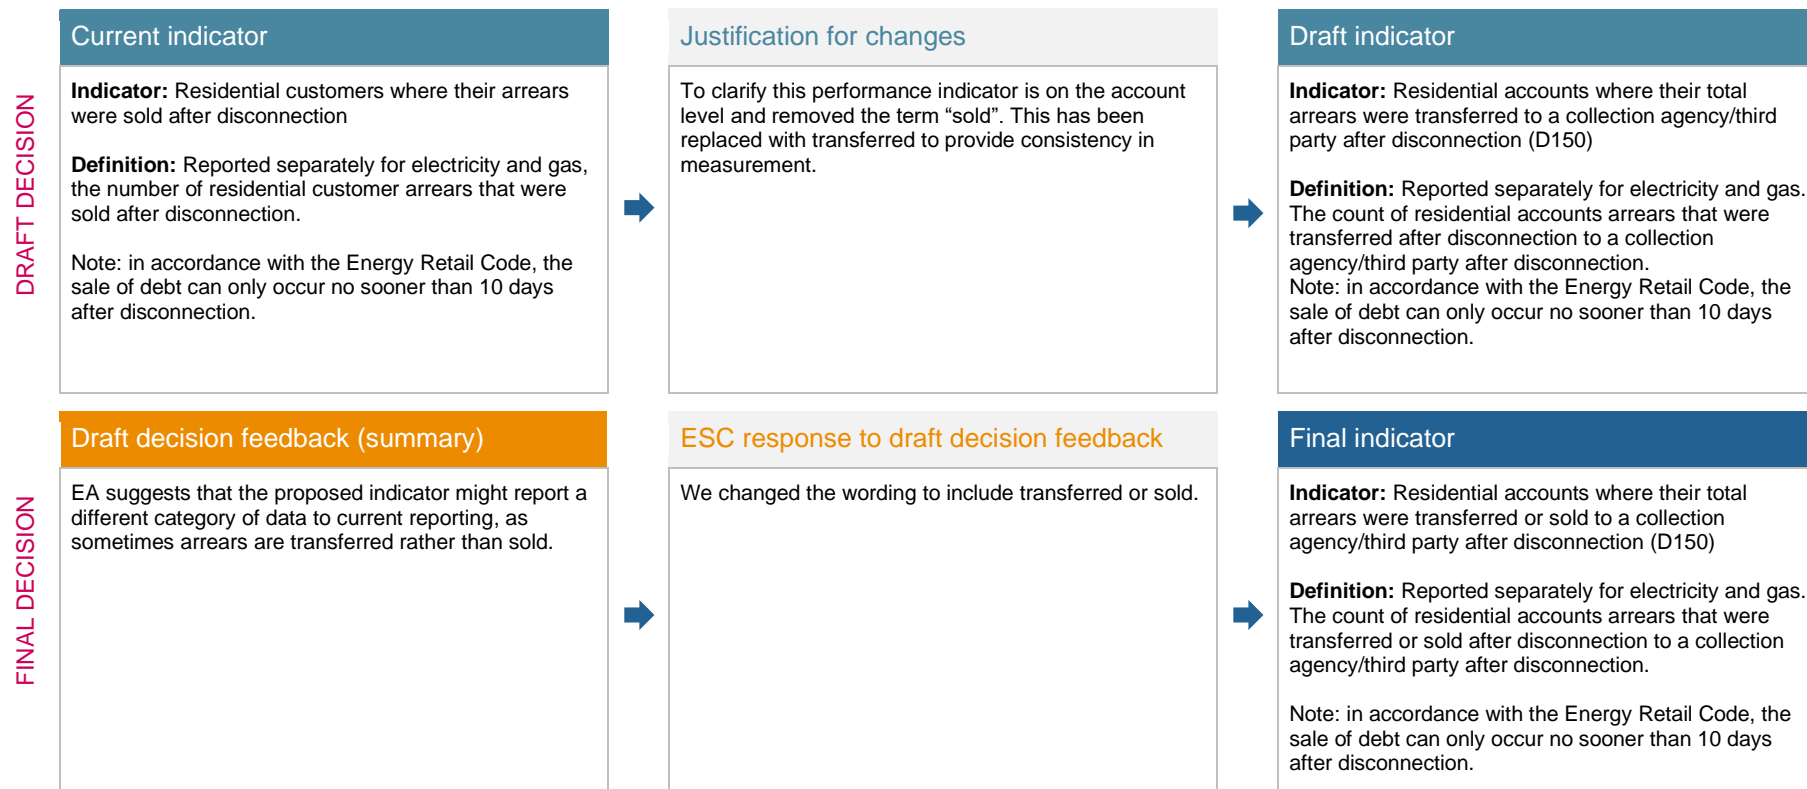 DRAFT DECISION
Current indicator
Indicator: Residential customers where their arrears
were sold after disconnection
Definition: Reported separately for electricity and gas,
the number of residential customer arrears that were
sold after disconnection.
Note: in accordance with the Energy Retail Code, the
sale of debt can only occur no sooner than 10 days
after disconnection.
Justification for changes
To clarify this performance indicator is on the account
level and removed the term “sold”. This has been
replaced with transferred to provide consistency in
measurement.
Draft indicator
Indicator: Residential accounts where their total
arrears were transferred to a collection agency/third
party after disconnection (D150)
Definition: Reported separately for electricity and gas.
The count of residential accounts arrears that were
transferred after disconnection to a collection
agency/third party after disconnection.
Note: in accordance with the Energy Retail Code, the
sale of debt can only occur no sooner than 10 days
after disconnection.
FINAL DECISION
Draft decision feedback (summary)
EA suggests that the proposed indicator might report a
different category of data to current reporting, as
sometimes arrears are transferred rather than sold.
ESC response to draft decision feedback
We changed the wording to include transferred or sold.
Final indicator
Indicator: Residential accounts where their total
arrears were transferred or sold to a collection
agency/third party after disconnection (D150)
Definition: Reported separately for electricity and gas.
The count of residential accounts arrears that were
transferred or sold after disconnection to a collection
agency/third party after disconnection.
Note: in accordance with the Energy Retail Code, the
sale of debt can only occur no sooner than 10 days
after disconnection.